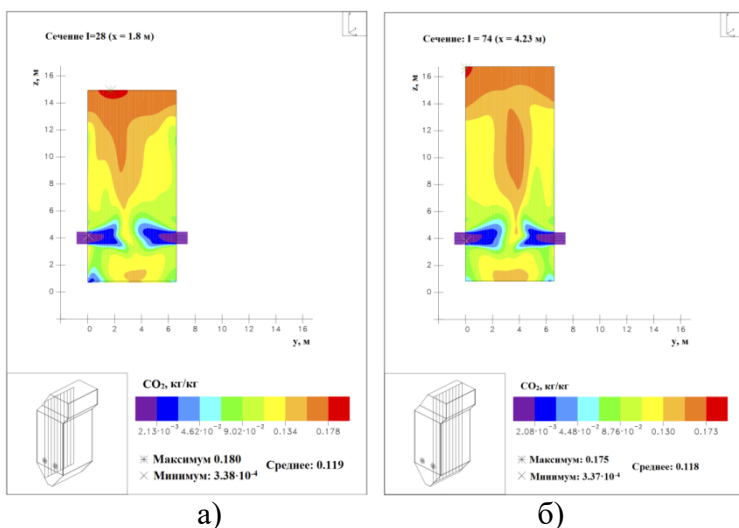 Сечение I=28 (x = 1.8 м)
z, м
16
14
12
10
8
6
4
2
0
0 2 4 6 8 10 12 14 16
y, м
CO₂, кг/кг
2.13·10⁻³ 4.62·10⁻² 9.02·10⁻² 0.134 0.178
Максимум 0.180
Минимум: 3.38·10⁻⁴
Среднее: 0.119
а)
Сечение: I = 74 (x = 4.23 м)
z, м
16
14
12
10
8
6
4
2
0
0 2 4 6 8 10 12 14 16
y, м
CO₂, кг/кг
2.08·10⁻³ 4.48·10⁻² 8.76·10⁻² 0.130 0.173
Максимум: 0.175
Минимум: 3.37·10⁻⁴
Среднее: 0.118
б)